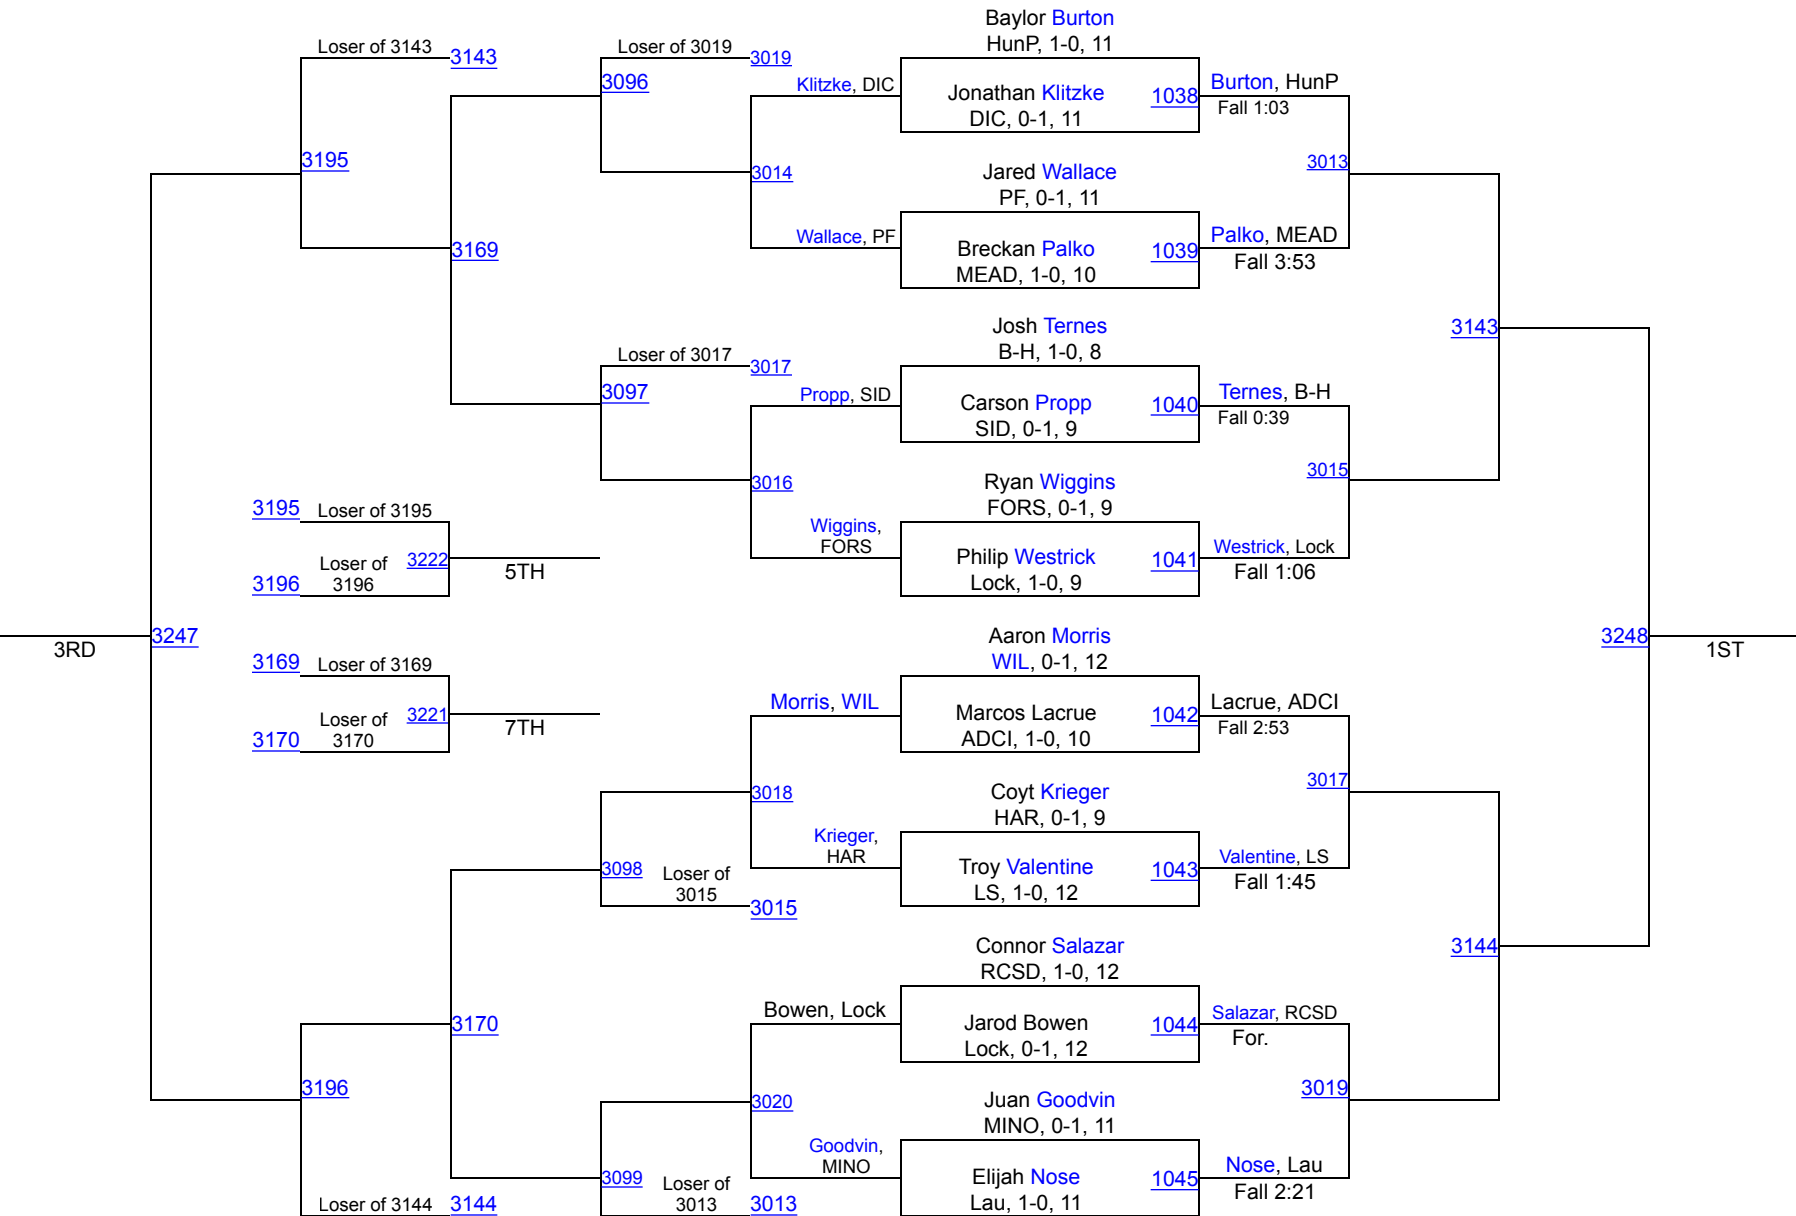 Baylor Burton
HunP, 1-0, 11
Loser of 3143 3143
Loser of 3019 3019
3096
Klitzke, DIC
Jonathan Klitzke
DIC, 0-1, 11
1038
Burton, HunP
Fall 1:03
3195
3014
Jared Wallace
PF, 0-1, 11
3013
Wallace, PF
3169
Breckan Palko
MEAD, 1-0, 10
1039
Palko, MEAD
Fall 3:53
Josh Ternes
B-H, 1-0, 8
3143
Loser of 3017 3017
3097
Propp, SID
Carson Propp
SID, 0-1, 9
1040
Ternes, B-H
Fall 0:39
3016
Ryan Wiggins
FORS, 0-1, 9
3015
3195 Loser of 3195
Wiggins,
FORS
Philip Westrick
Lock, 1-0, 9
1041
Westrick, Lock
Fall 1:06
Loser of
3196
3196
3222
5TH
3RD
3247
Aaron Morris
WIL, 0-1, 12
3248
1ST
3169 Loser of 3169
Morris, WIL
Marcos Lacrue
ADCI, 1-0, 10
1042
Lacrue, ADCI
Fall 2:53
Loser of
3170
3170
3221
7TH
3018
Coyt Krieger
HAR, 0-1, 9
3017
Krieger,
HAR
3098
Loser of
3015
3015
Troy Valentine
LS, 1-0, 12
1043
Valentine, LS
Fall 1:45
Connor Salazar
RCSD, 1-0, 12
3144
Bowen, Lock
3170
Jarod Bowen
Lock, 0-1, 12
1044
Salazar, RCSD
For.
3196
3020
Juan Goodvin
MINO, 0-1, 11
3019
Goodvin,
MINO
3099
Loser of
3013
3013
Elijah Nose
Lau, 1-0, 11
1045
Nose, Lau
Fall 2:21
Loser of 3144 3144